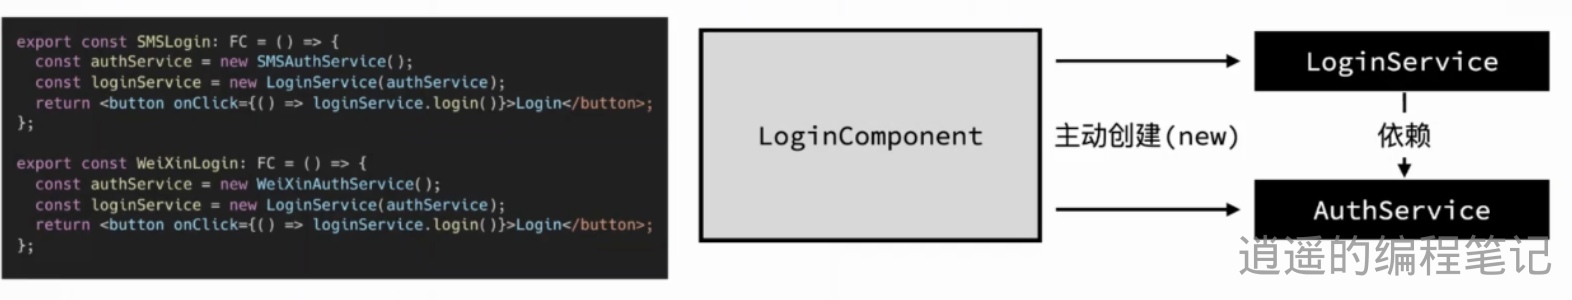 export const SMSLogin: FC = () => {
  const authService = new SMSAuthService();
  const loginService = new LoginService(authService);
  return <button onClick={() => loginService.login()}>Login</button>;
};
export const WeiXinLogin: FC = () => {
  const authService = new WeiXinAuthService();
  const loginService = new LoginService(authService);
  return <button onClick={() => loginService.login()}>Login</button>;
};
LoginComponent
主动创建(new)
LoginService
依赖
AuthService
逍遥的编程笔记